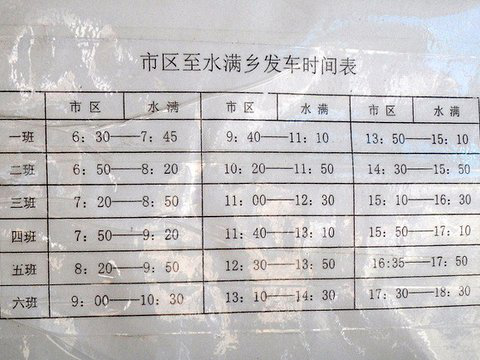 市区至水满乡发车时间表
市区 水满 市区 水满 市区 水满
一班 6:30——7:45 9:40——11:10 13:50——15:10
二班 6:50——8:20 10:20——11:50 14:30——15:50
三班 7:20——8:50 11:00——12:30 15:10——16:30
四班 7:50——9:20 11:40——13:10 15:50——17:10
五班 8:20——9:50 12:30——13:50 16:35——17:50
六班 9:00——10:30 13:10——14:30 17:30——18:30